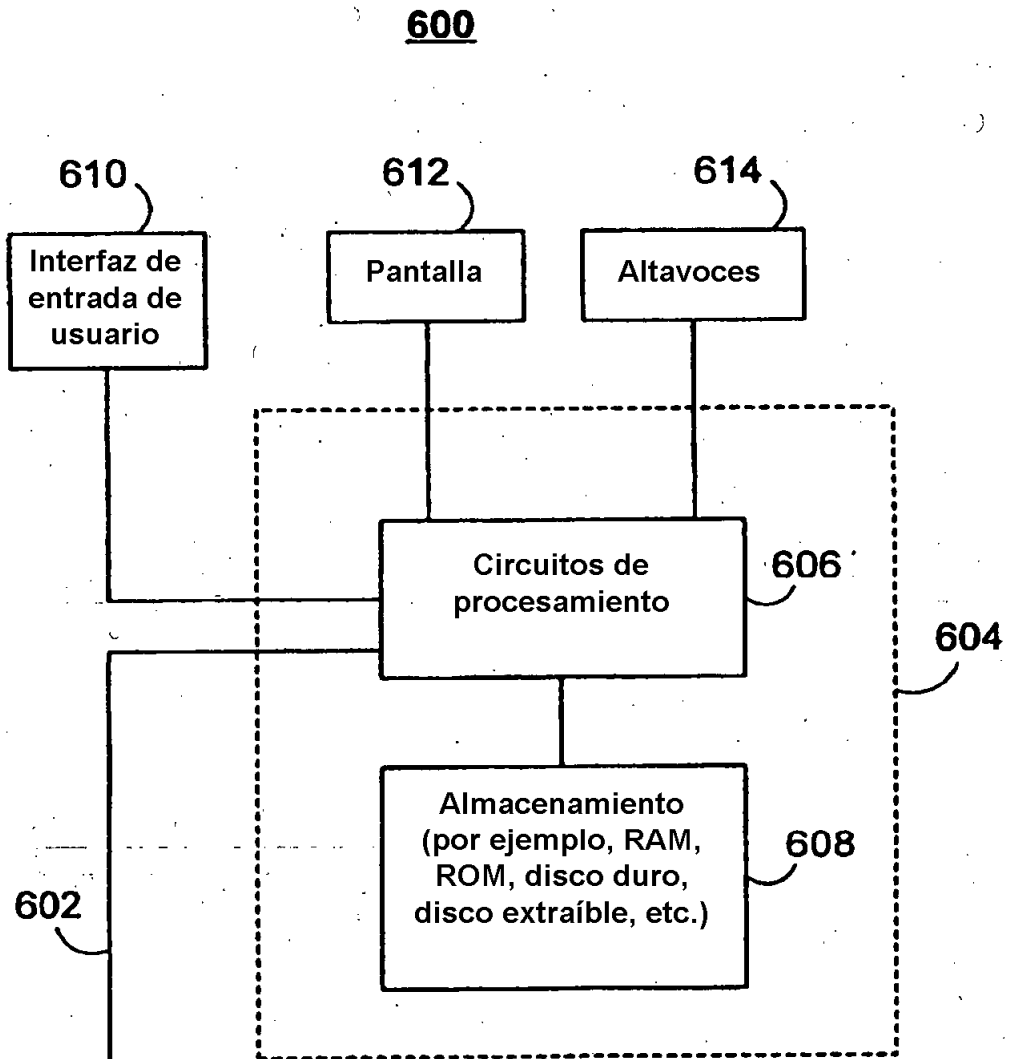 600
610
612
614
Interfaz de
entrada de
usuario
Pantalla
Altavoces
Circuitos de
procesamiento
606
604
Almacenamiento
(por ejemplo, RAM,
ROM, disco duro,
disco extraíble, etc.)
608
602